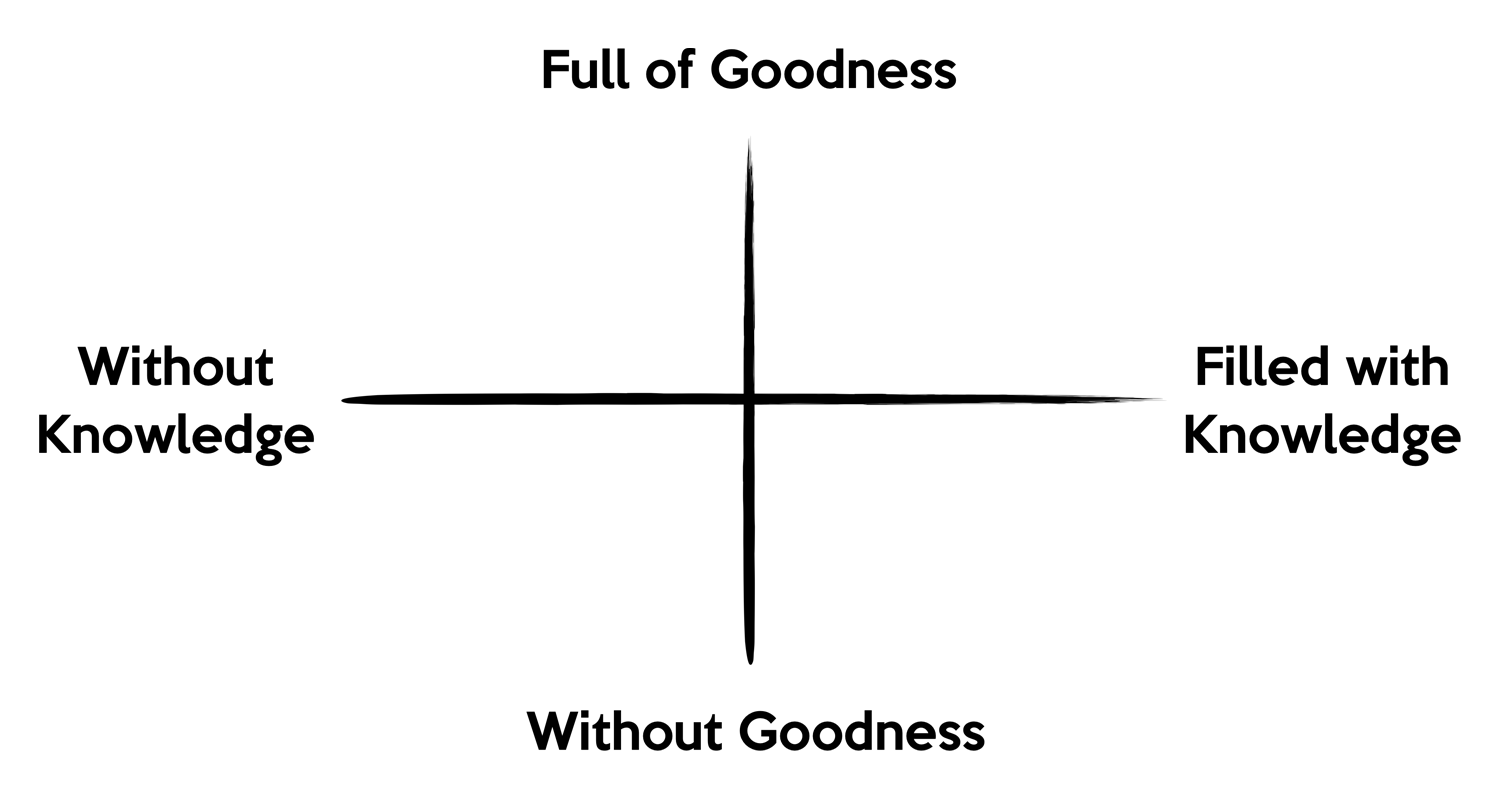 Full of Goodness
Without
Knowledge
Filled with
Knowledge
Without Goodness